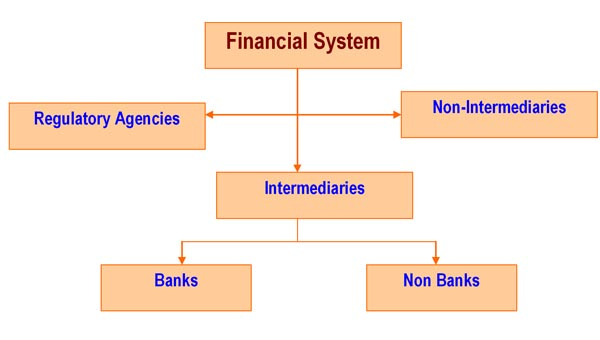 Financial System
Regulatory Agencies
Non-Intermediaries
Intermediaries
Banks
Non Banks